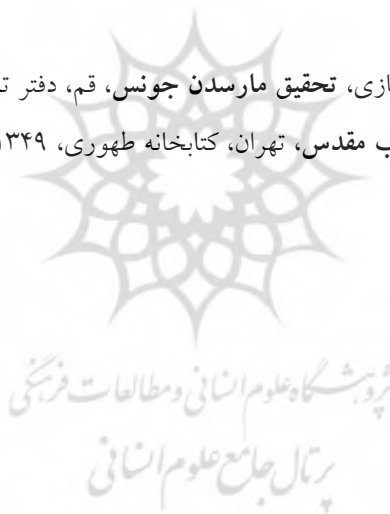 ازی، تحقیق مارسدن جونس، قم، دفتر ت
ب مقدس، تهران، کتابخانه طهوری، ۱۳۴۹
پژوهشگاه علوم انسانی و مطالعات فرهنگی
پرتال جامع علوم انسانی